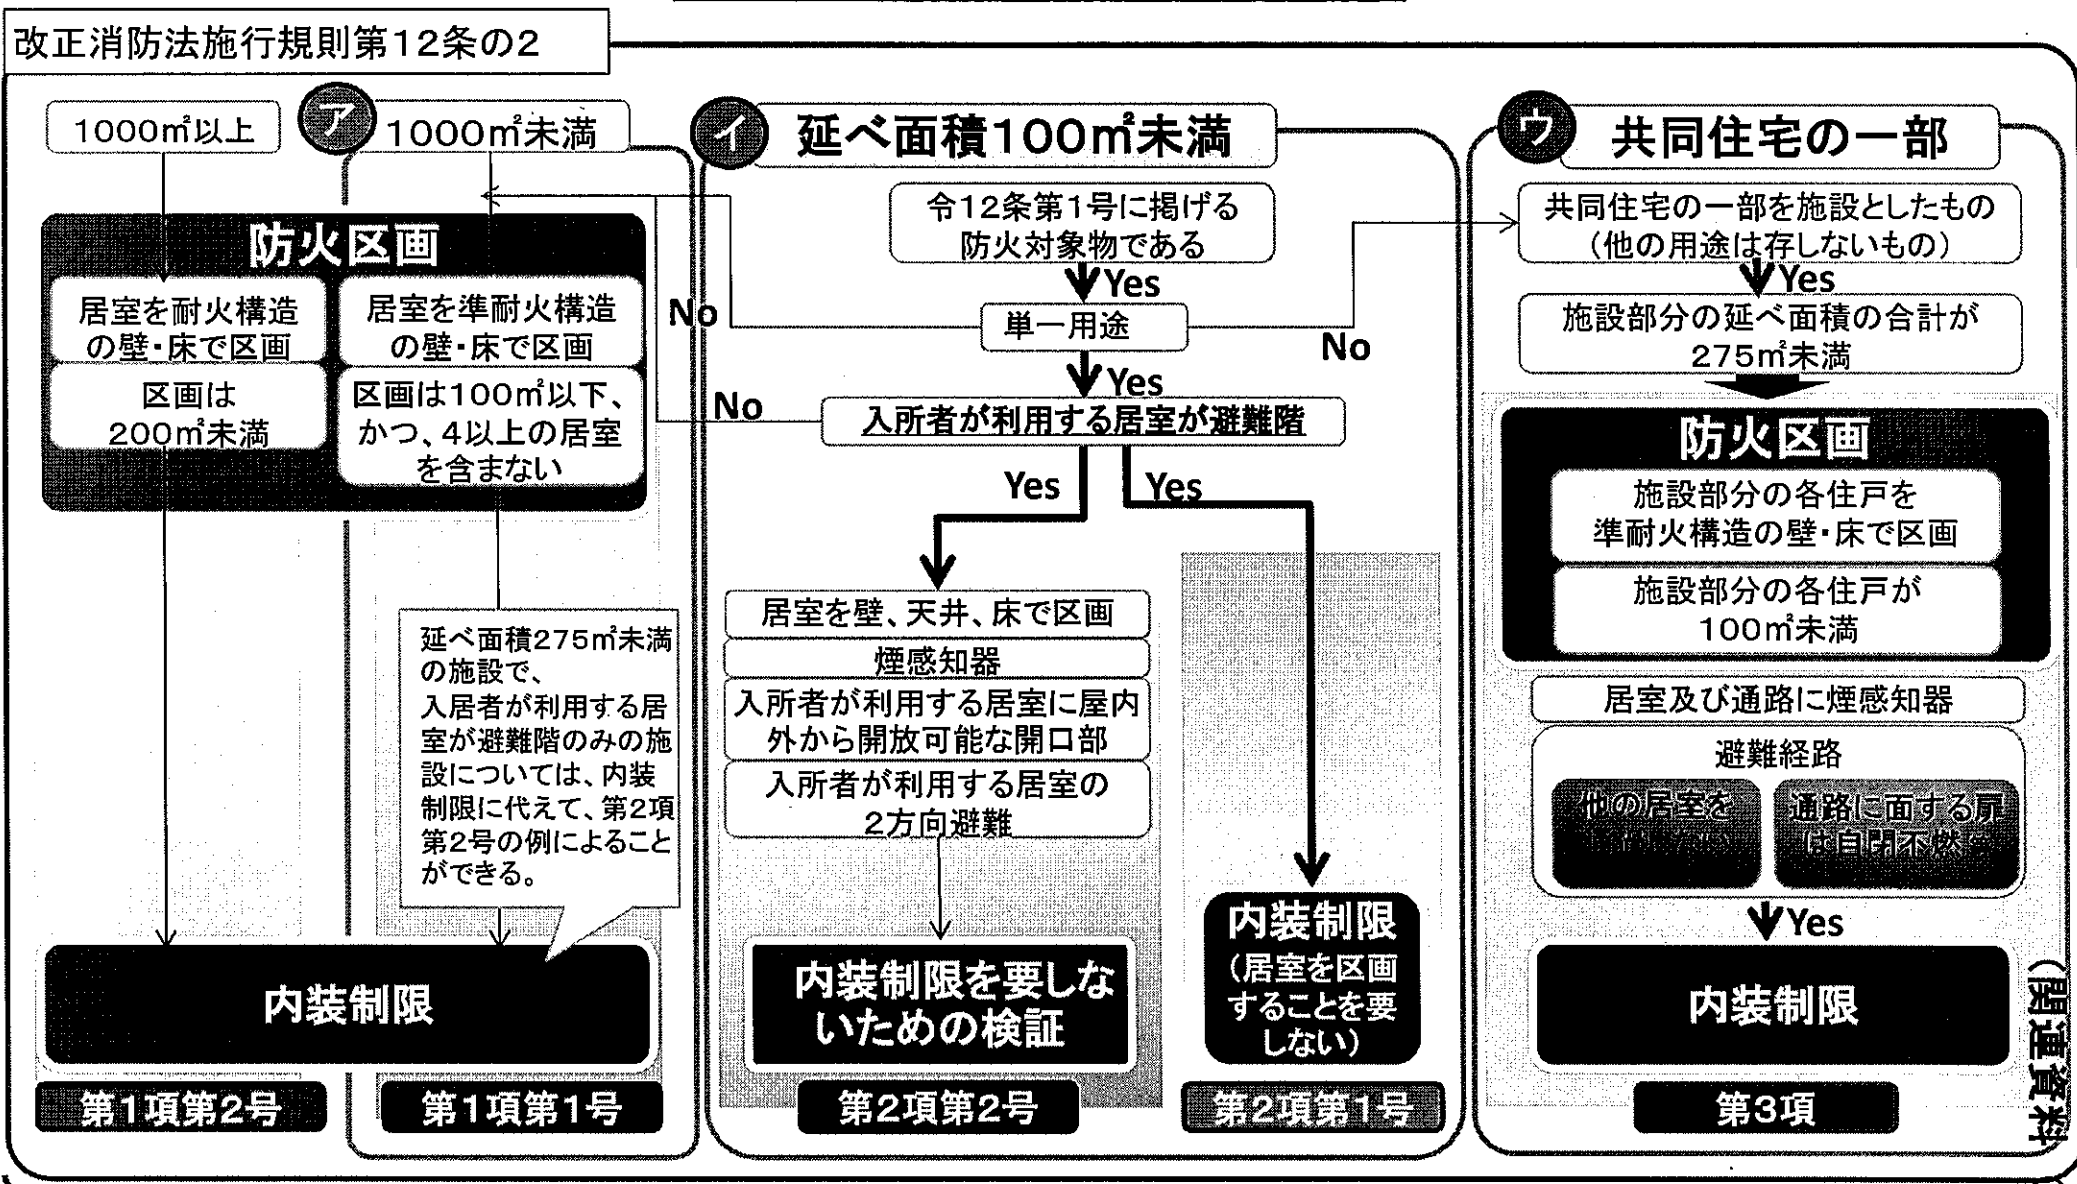 改正消防法施行規則第12条の2
1000㎡以上
ア
1000㎡未満
防火区画
居室を耐火構造
の壁・床で区画
区画は
200㎡未満
居室を準耐火構造
の壁・床で区画
区画は100㎡以下、
かつ、4以上の居室
を含まない
延べ面積275㎡未満
の施設で、
入居者が利用する居
室が避難階のみの施
設については、内装
制限に代えて、第2項
第2号の例によること
ができる。
内装制限
第1項第2号
第1項第1号
イ
延べ面積100㎡未満
令12条第1号に掲げる
防火対象物である
Yes
単一用途
No
No
Yes
入所者が利用する居室が避難階
No
Yes
Yes
居室を壁、天井、床で区画
煙感知器
入所者が利用する居室に屋内
外から開放可能な開口部
入所者が利用する居室の
2方向避難
内装制限を要しな
いための検証
第2項第2号
内装制限
(居室を区画
することを要
しない)
第2項第1号
ウ
共同住宅の一部
共同住宅の一部を施設としたもの
(他の用途は存しないもの)
Yes
施設部分の延べ面積の合計が
275㎡未満
防火区画
施設部分の各住戸を
準耐火構造の壁・床で区画
施設部分の各住戸が
100㎡未満
居室及び通路に煙感知器
避難経路
他の居室を
通路に面する扉
は自閉不燃
Yes
内装制限
第3項
(関連資料